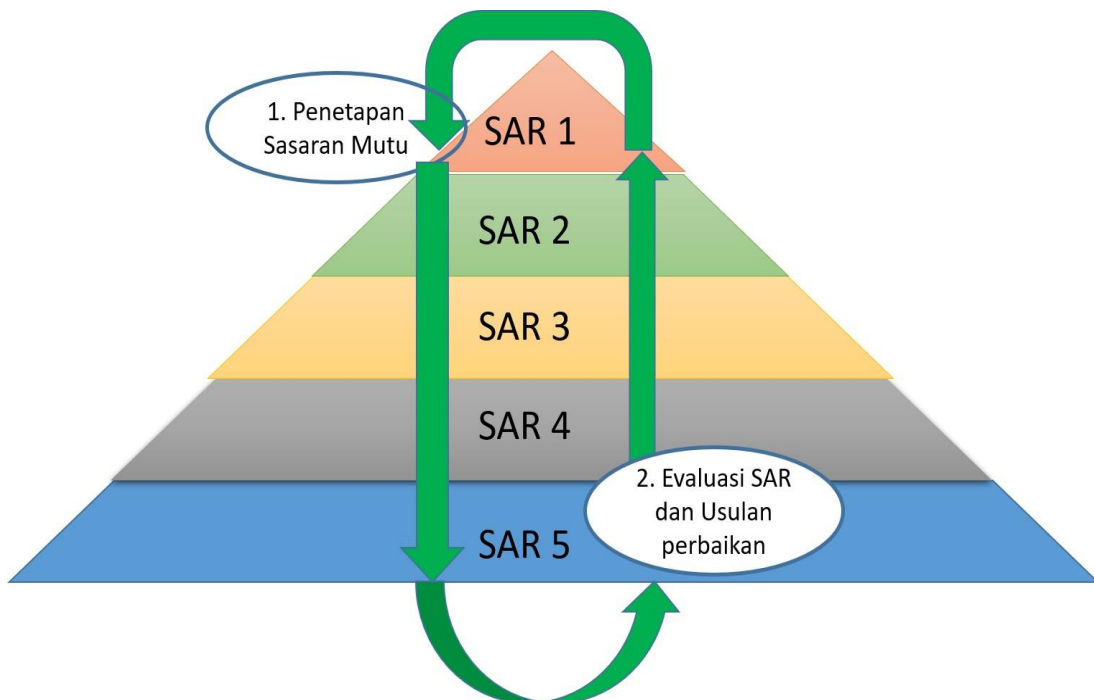 1. Penetapan
Sasaran Mutu
SAR 1
SAR 2
SAR 3
SAR 4
SAR 5
2. Evaluasi SAR
dan Usulan
perbaikan